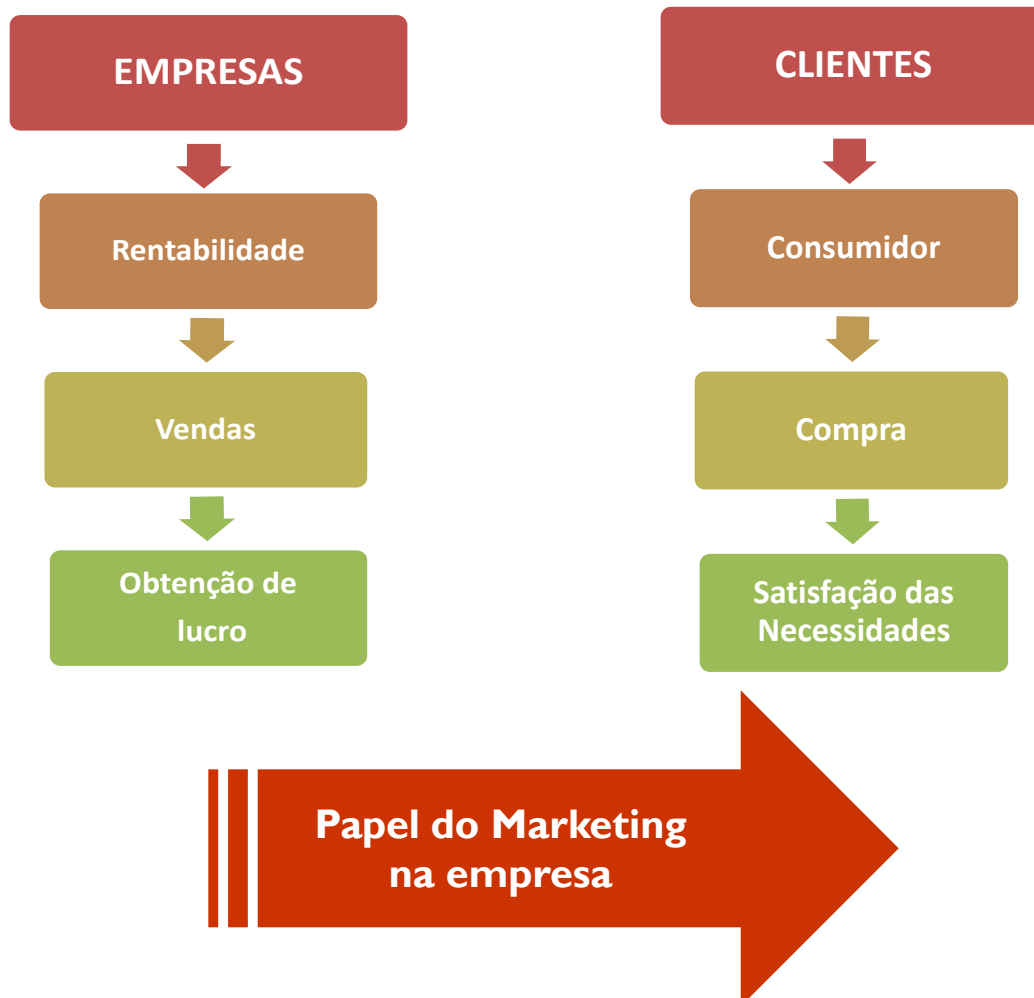 EMPRESAS
Rentabilidade
Vendas
Obtenção de
lucro
CLIENTES
Consumidor
Compra
Satisfação das
Necessidades
Papel do Marketing
na empresa